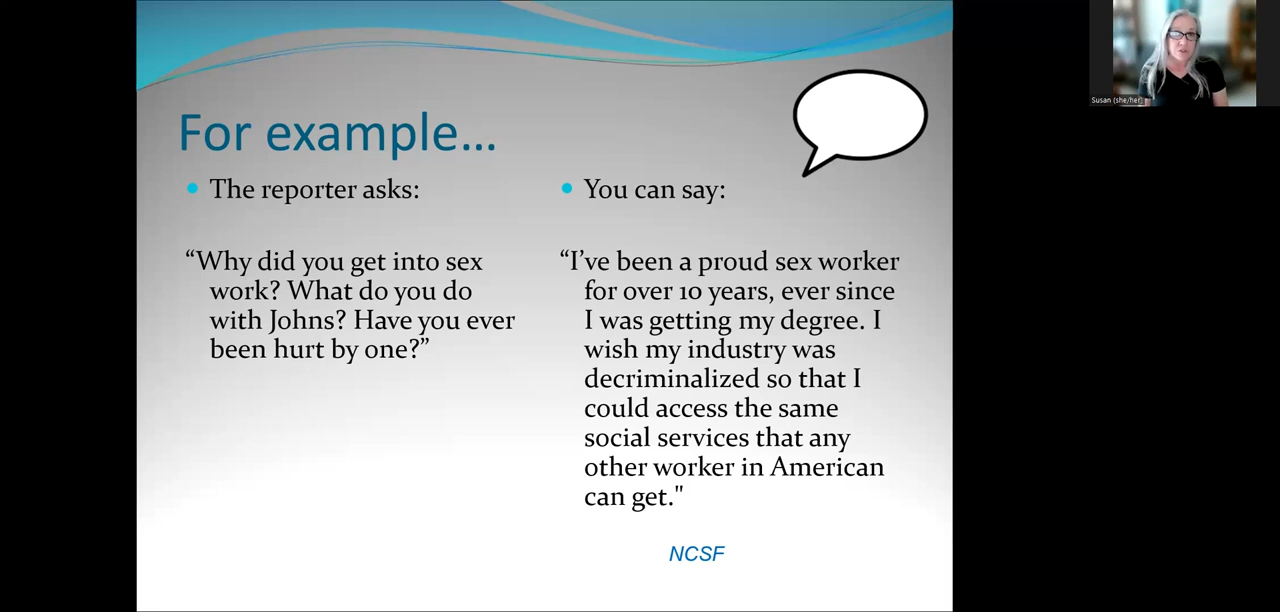 For example...
The reporter asks:
“Why did you get into sex
work? What do you do
with Johns? Have you ever
been hurt by one?”
You can say:
“I’ve been a proud sex worker
for over 10 years, ever since
I was getting my degree. I
wish my industry was
decriminalized so that I
could access the same
social services that any
other worker in American
can get."
NCSF
Susan (she/her)